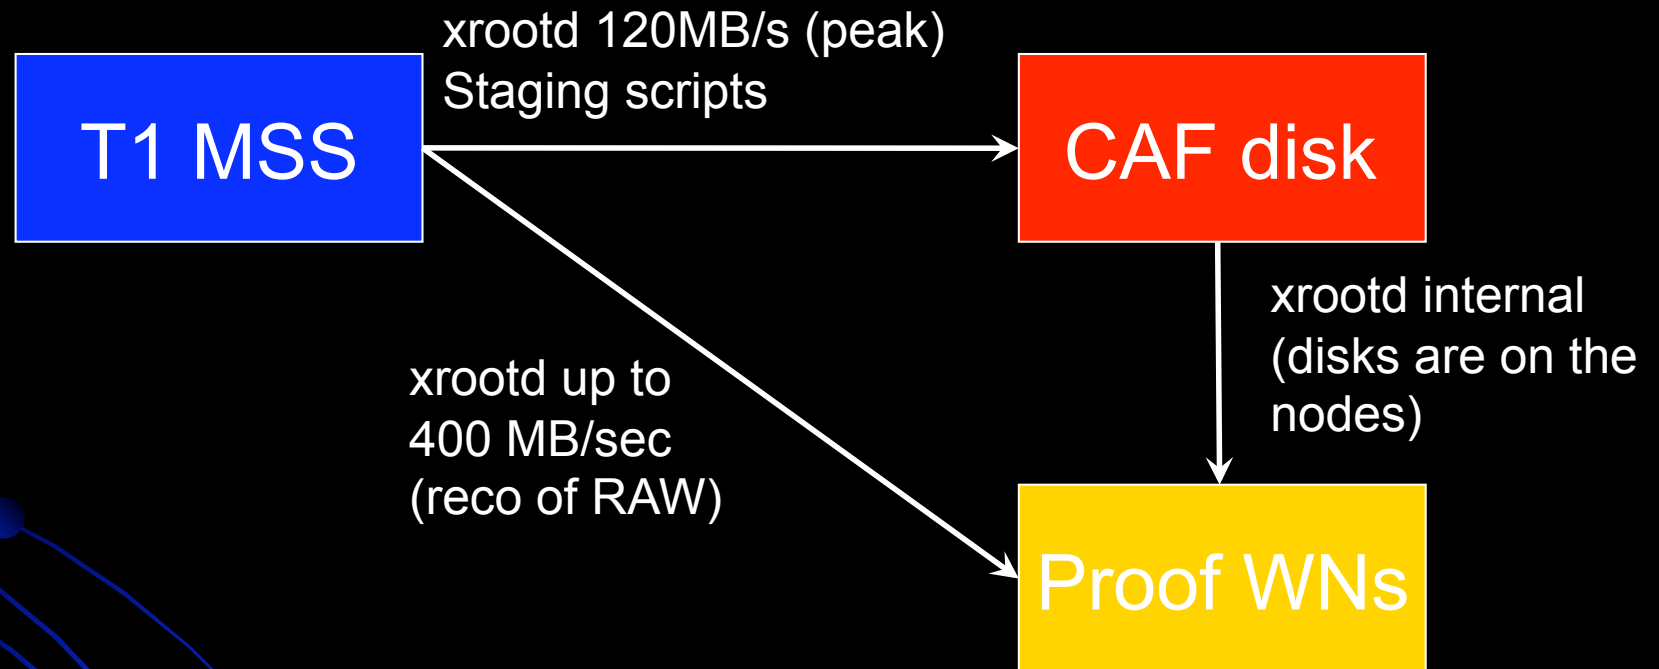 xrootd 120MB/s (peak)
Staging scripts
T1 MSS
CAF disk
xrootd internal
(disks are on the
nodes)
xrootd up to
400 MB/sec
(reco of RAW)
Proof WNs